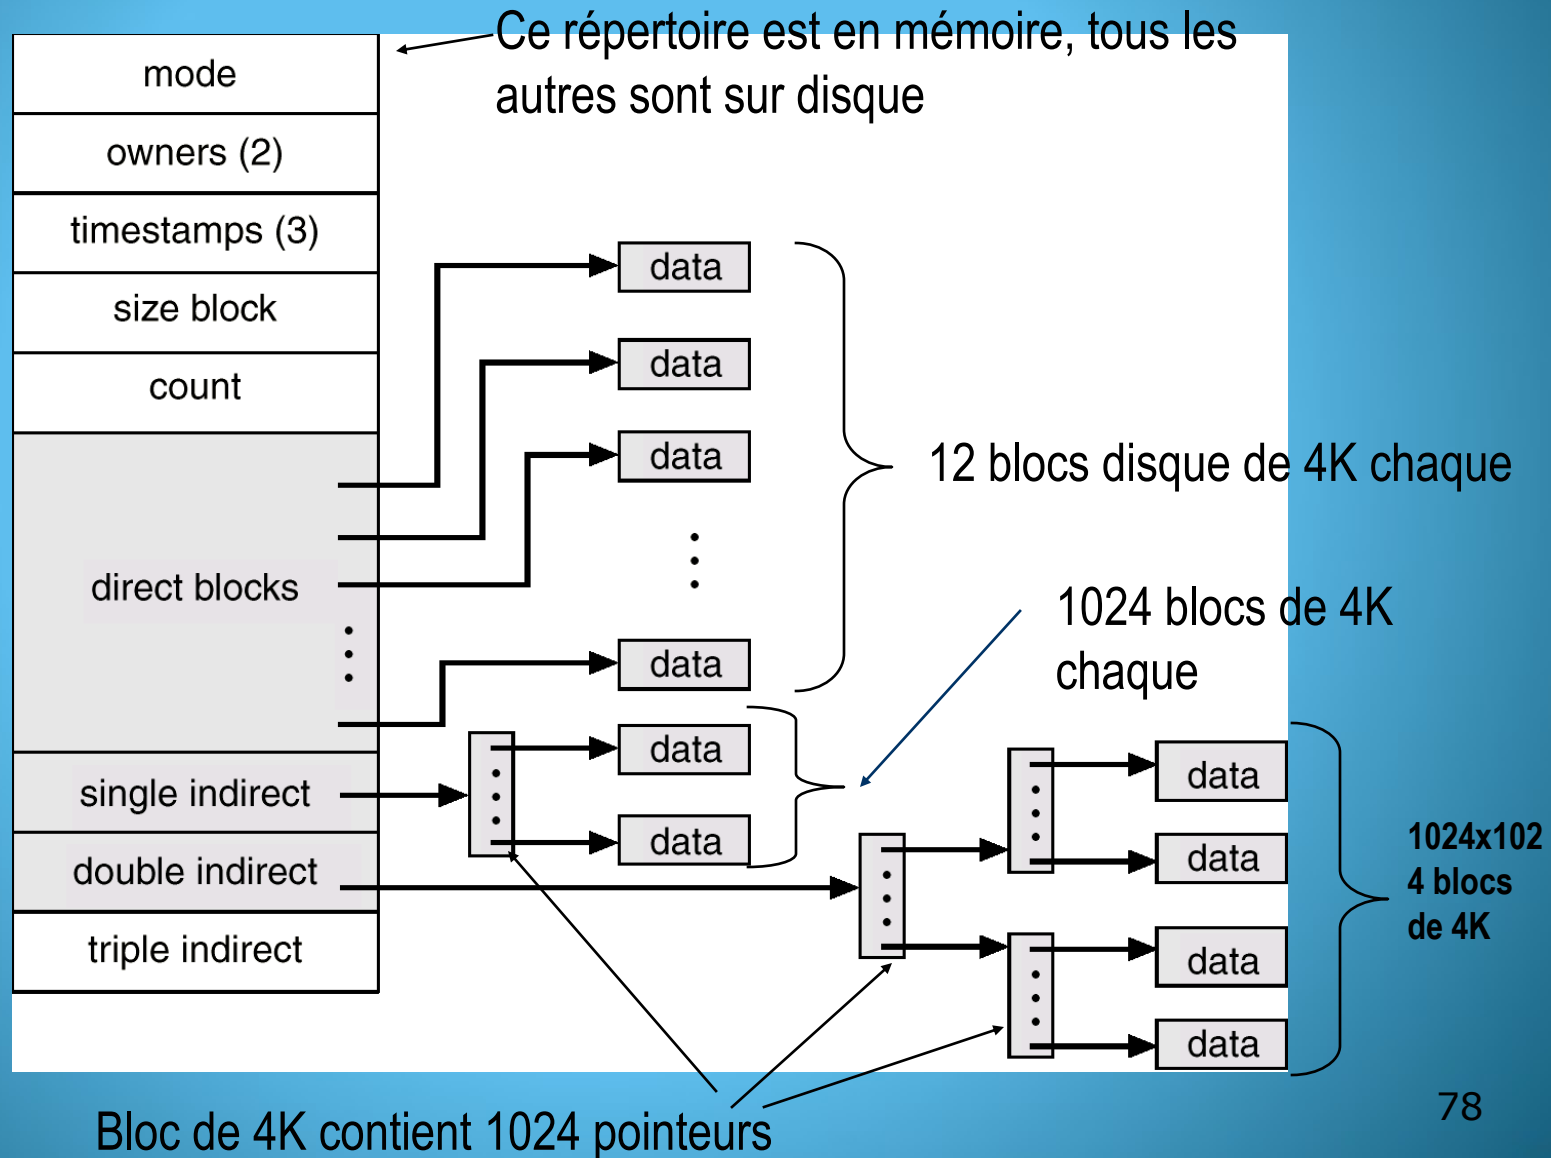 Ce répertoire est en mémoire, tous les
autres sont sur disque
mode
owners (2)
timestamps (3)
size block
count
direct blocks
single indirect
double indirect
triple indirect
data
data
data
data
12 blocs disque de 4K chaque
1024 blocs de 4K
chaque
data
data
data
data
data
data
1024x102
4 blocs
de 4K
Bloc de 4K contient 1024 pointeurs
78